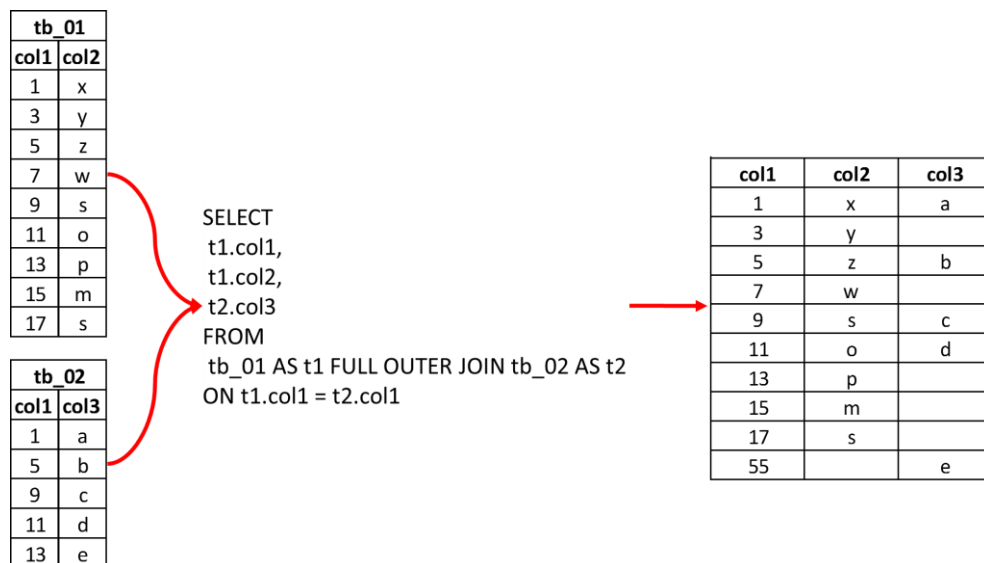 tb_01
col1 col2
1 x
3 y
5 z
7 w
9 s
11 o
13 p
15 m
17 s
tb_02
col1 col3
1 a
5 b
9 c
11 d
13 e
SELECT
t1.col1,
t1.col2,
t2.col3
FROM
tb_01 AS t1 FULL OUTER JOIN tb_02 AS t2
ON t1.col1 = t2.col1
col1 col2 col3
1 x a
3 y
5 z b
7 w
9 s c
11 o d
13 p
15 m
17 s
55 e